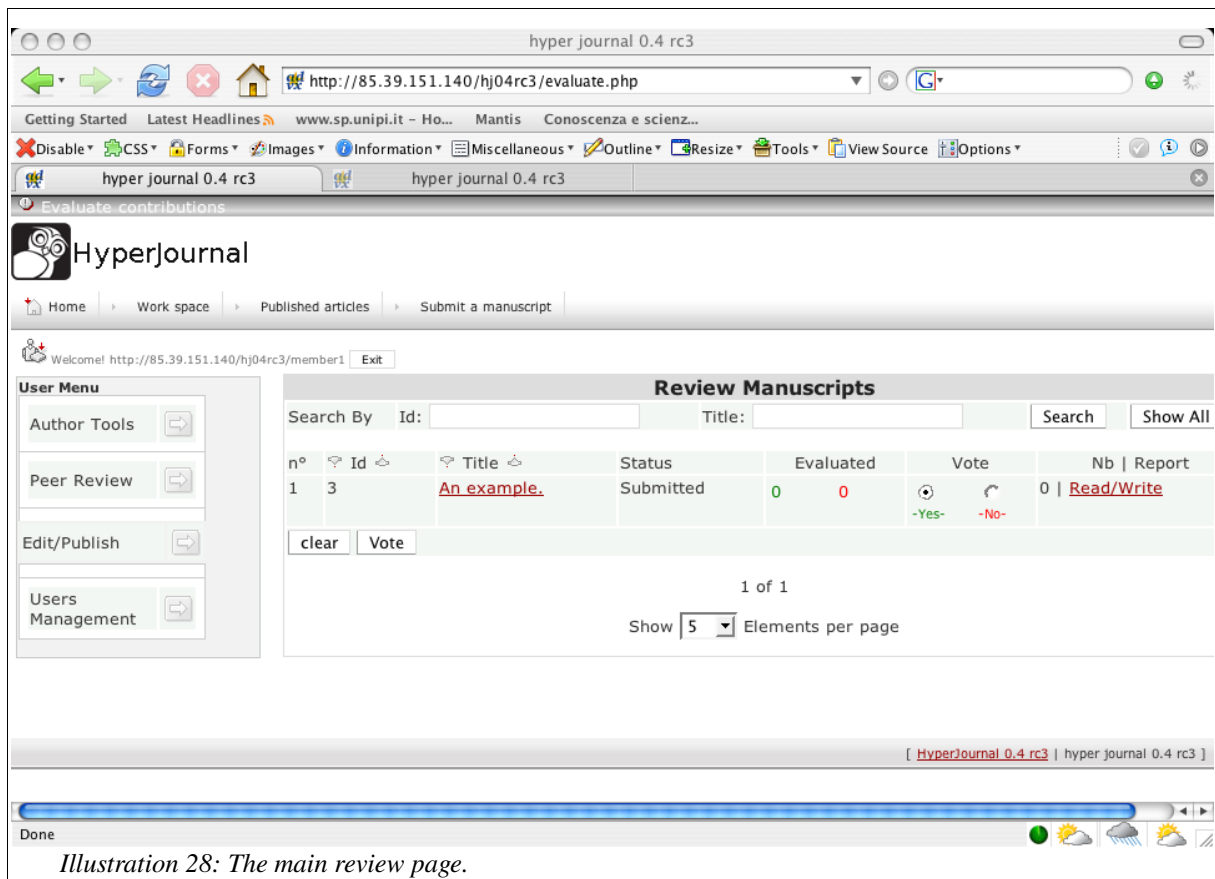 hyper journal 0.4 rc3
http://85.39.151.140/hj04rc3/evaluate.php
G
Getting Started Latest Headlines www.sp.unipi.it - Ho... Mantis Conoscenza e scienz...
Disable CSS Forms Images Information Miscellaneous Outline Resize Tools View Source Options
hyper journal 0.4 rc3 hyper journal 0.4 rc3
Evaluate contributions
HyperJournal
Home Work space Published articles Submit a manuscript
Welcome! http://85.39.151.140/hj04rc3/member1 Exit
User Menu
Author Tools
Peer Review
Edit/Publish
Users
Management
Review Manuscripts
Search By Id: Title: Search Show All
n° Id Title Status Evaluated Vote Nb | Report
1 3 An example. Submitted 0 0 0 | Read/Write
-Yes- -No-
clear Vote
1 of 1
Show 5 Elements per page
[ HyperJournal 0.4 rc3 | hyper journal 0.4 rc3 ]
Done
Illustration 28: The main review page.